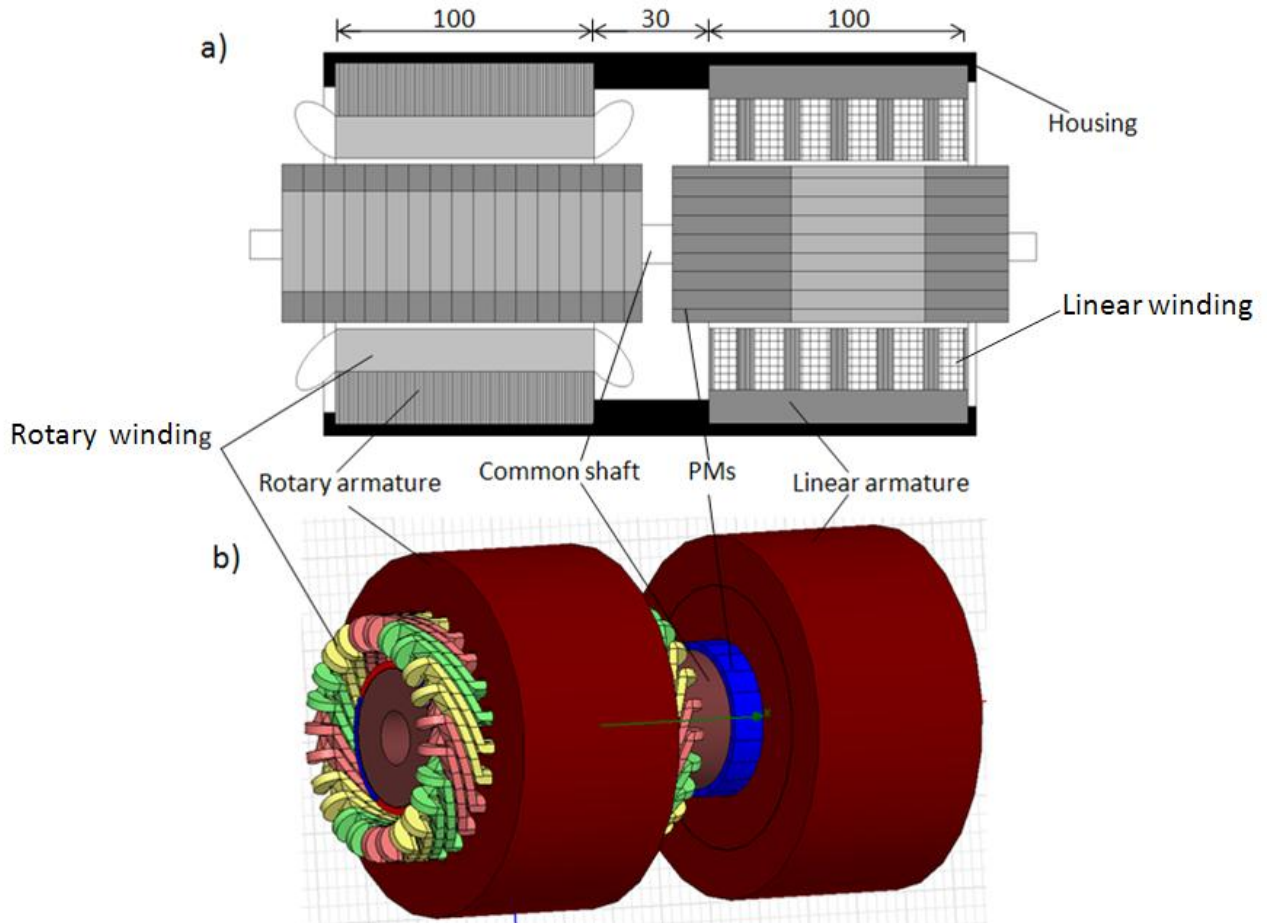 100 30 100
a)
Housing
Linear winding
Rotary winding
Rotary armature Common shaft PMs Linear armature
b)